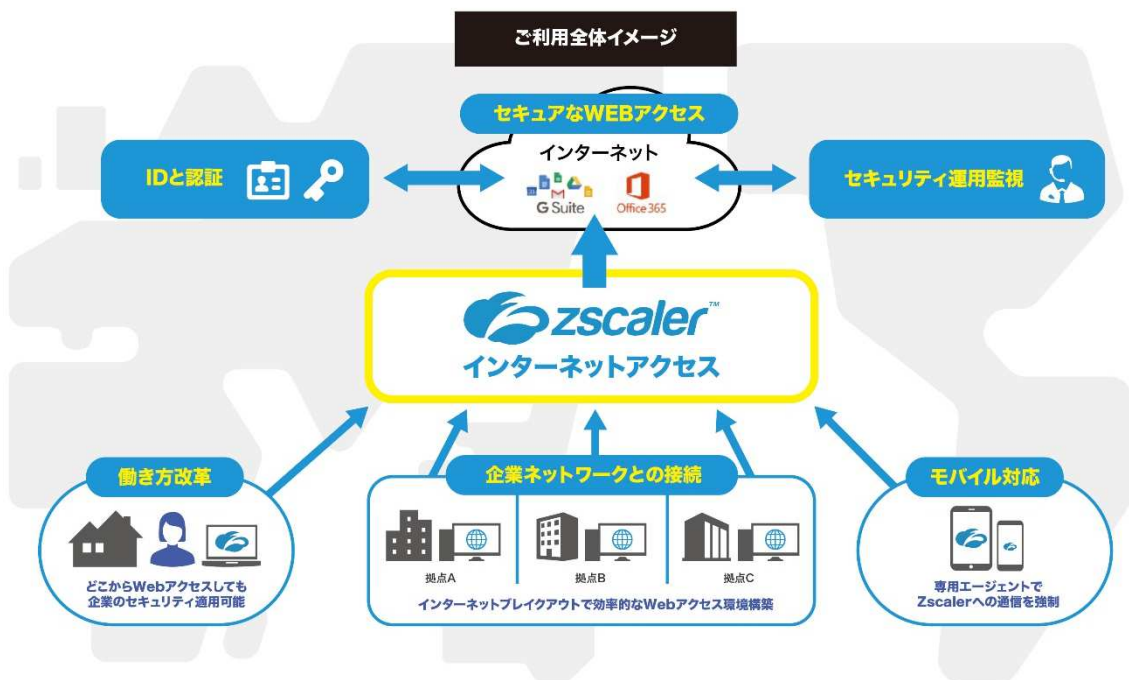 ご利用全体イメージ
セキュアなWEBアクセス
インターネット
G Suite
Office 365
IDと認証
セキュリティ運用監視
zscaler™
インターネットアクセス
働き方改革
どこからWebアクセスしても
企業のセキュリティ適用可能
企業ネットワークとの接続
拠点A
拠点B
拠点C
インターネットブレイクアウトで効率的なWebアクセス環境構築
モバイル対応
専用エージェントで
Zscalerへの通信を強制